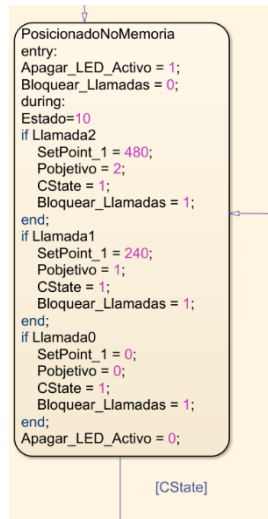 PosicionadoNoMemoria
entry:
Apagar_LED_Activo = 1;
Bloquear_Llamadas = 0;
during:
Estado=10
if Llamada2
SetPoint_1 = 480;
Pobjetivo = 2;
CState = 1;
Bloquear_Llamadas = 1;
end;
if Llamada1
SetPoint_1 = 240;
Pobjetivo = 1;
CState = 1;
Bloquear_Llamadas = 1;
end;
if Llamada0
SetPoint_1 = 0;
Pobjetivo = 0;
CState = 1;
Bloquear_Llamadas = 1;
end;
Apagar_LED_Activo = 0;
[CState]